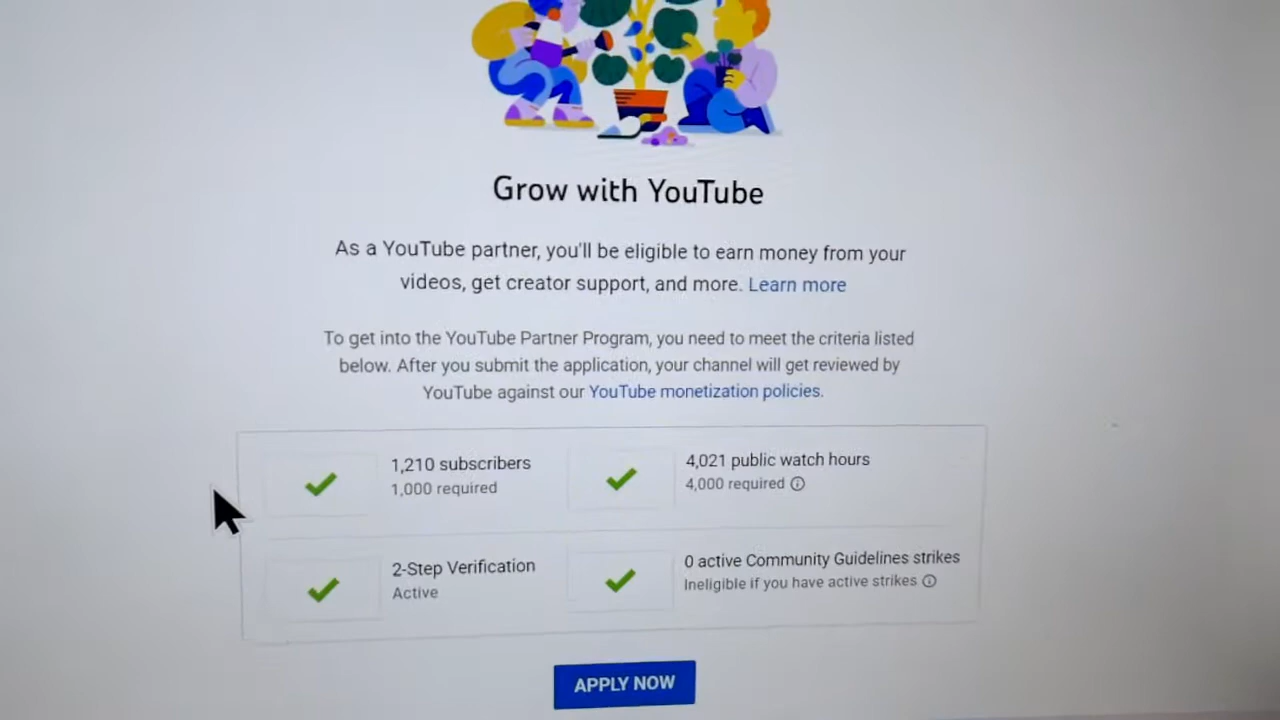 Grow with YouTube
As a YouTube partner, you'll be eligible to earn money from your
videos, get creator support, and more. Learn more
To get into the YouTube Partner Program, you need to meet the criteria listed
below. After you submit the application, your channel will get reviewed by
YouTube against our YouTube monetization policies.
1,210 subscribers
1,000 required
4,021 public watch hours
4,000 required
2-Step Verification
Active
0 active Community Guidelines strikes
Ineligible if you have active strikes
APPLY NOW